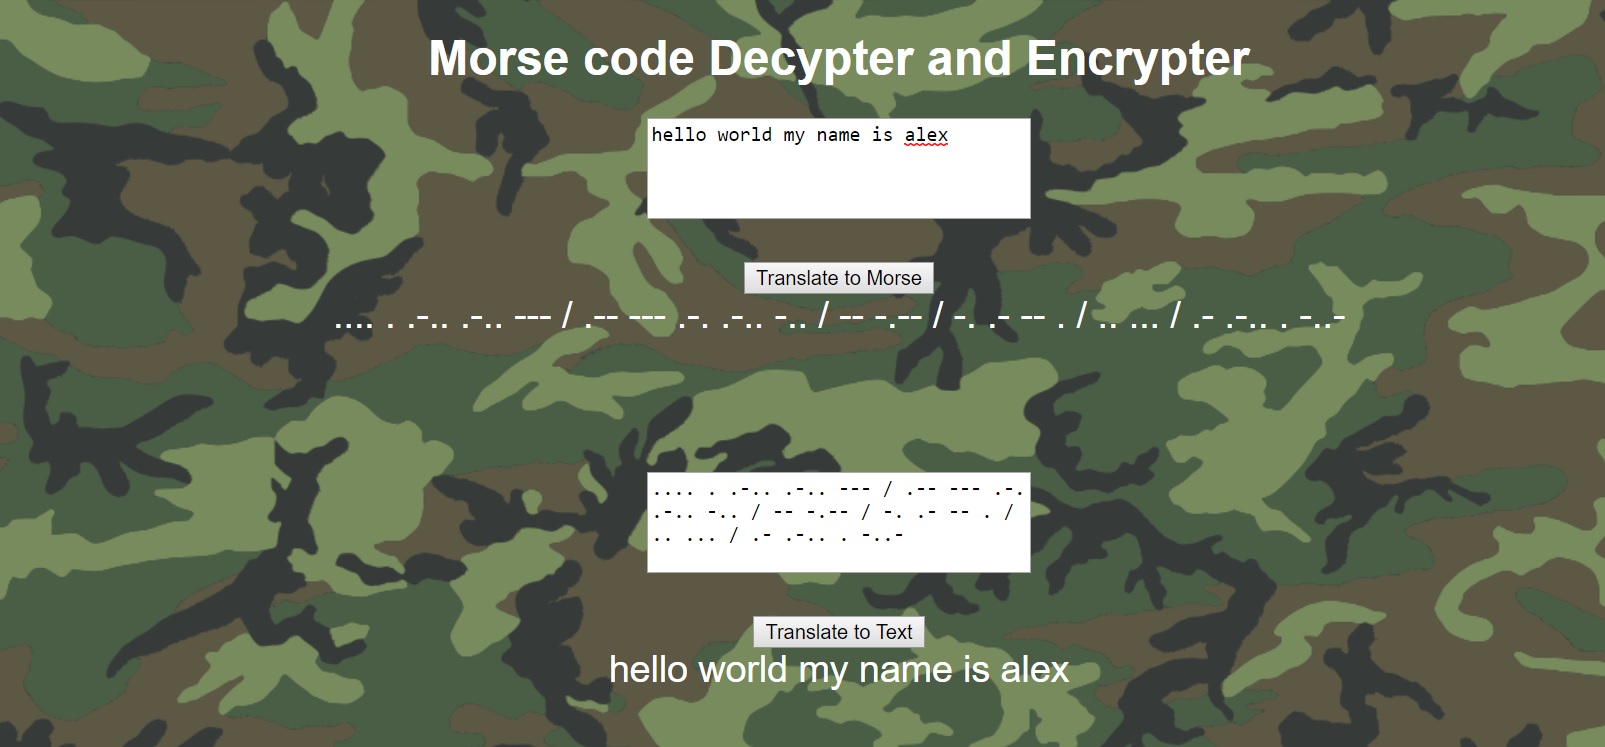 Morse code Decypter and Encrypter
hello world my name is alex
Translate to Morse
.... . .-.. .-.. --- / .-- --- .-. .-.. -.. / -- -.-- / -. .- -- . / .. ... / .- .-.. . -..-
.... . .-.. .-.. --- / .-- --- .-.
.-.. -.. / -- -.-- / -. .- -- . /
.. ... / .- .-.. . -..-
Translate to Text
hello world my name is alex